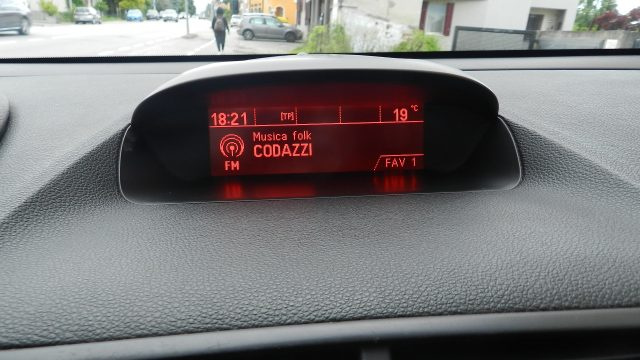 18:21 [TP] 19 °C
Musica folk
CODAZZI
FM
FAV 1